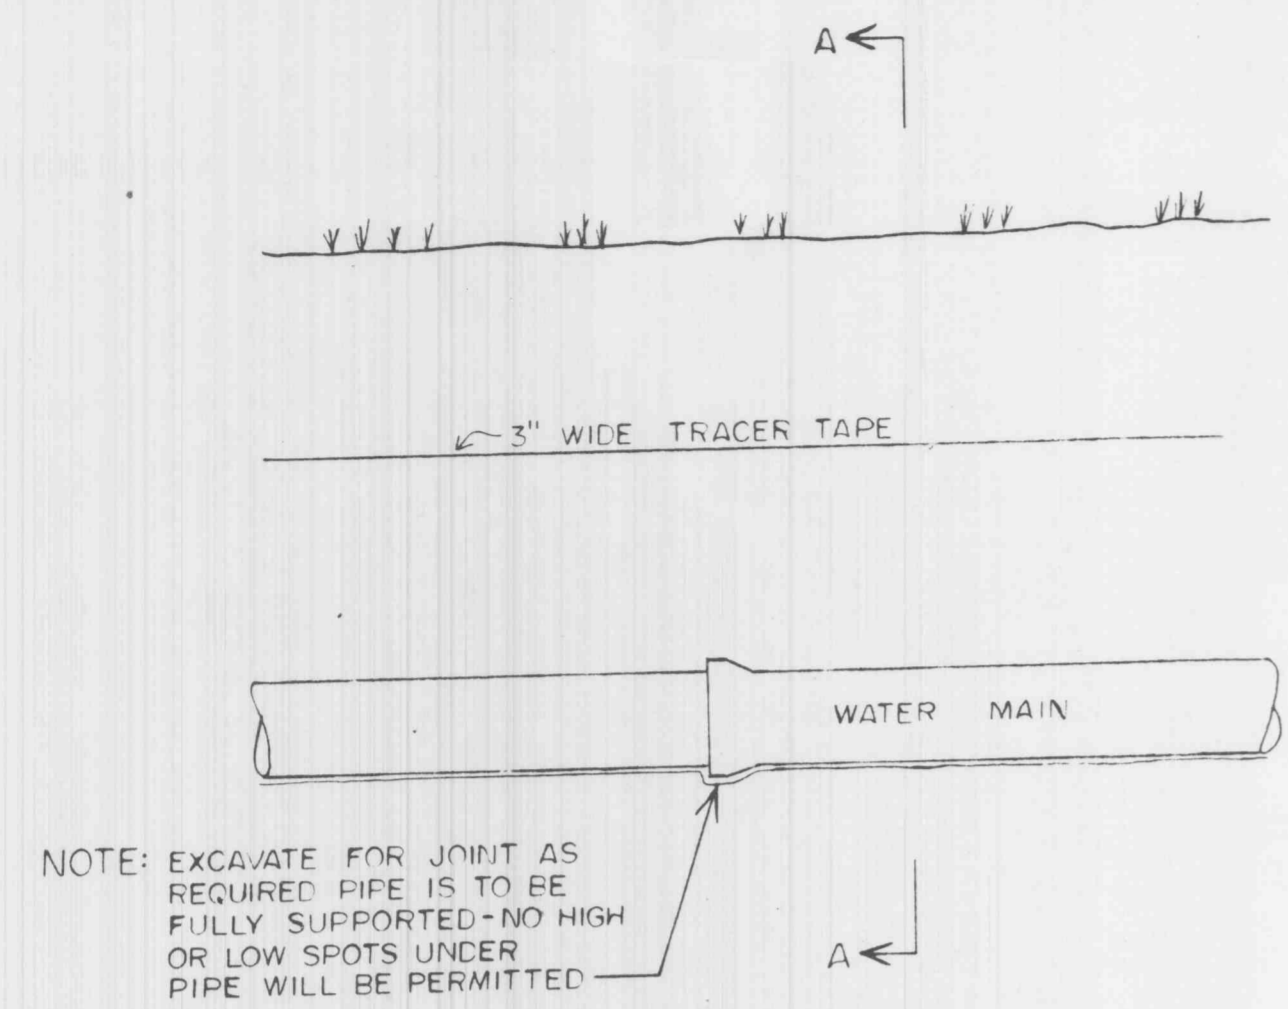 A
3" WIDE TRACER TAPE
WATER MAIN
NOTE: EXCAVATE FOR JOINT AS
REQUIRED PIPE IS TO BE
FULLY SUPPORTED-NO HIGH
OR LOW SPOTS UNDER
PIPE WILL BE PERMITTED
A